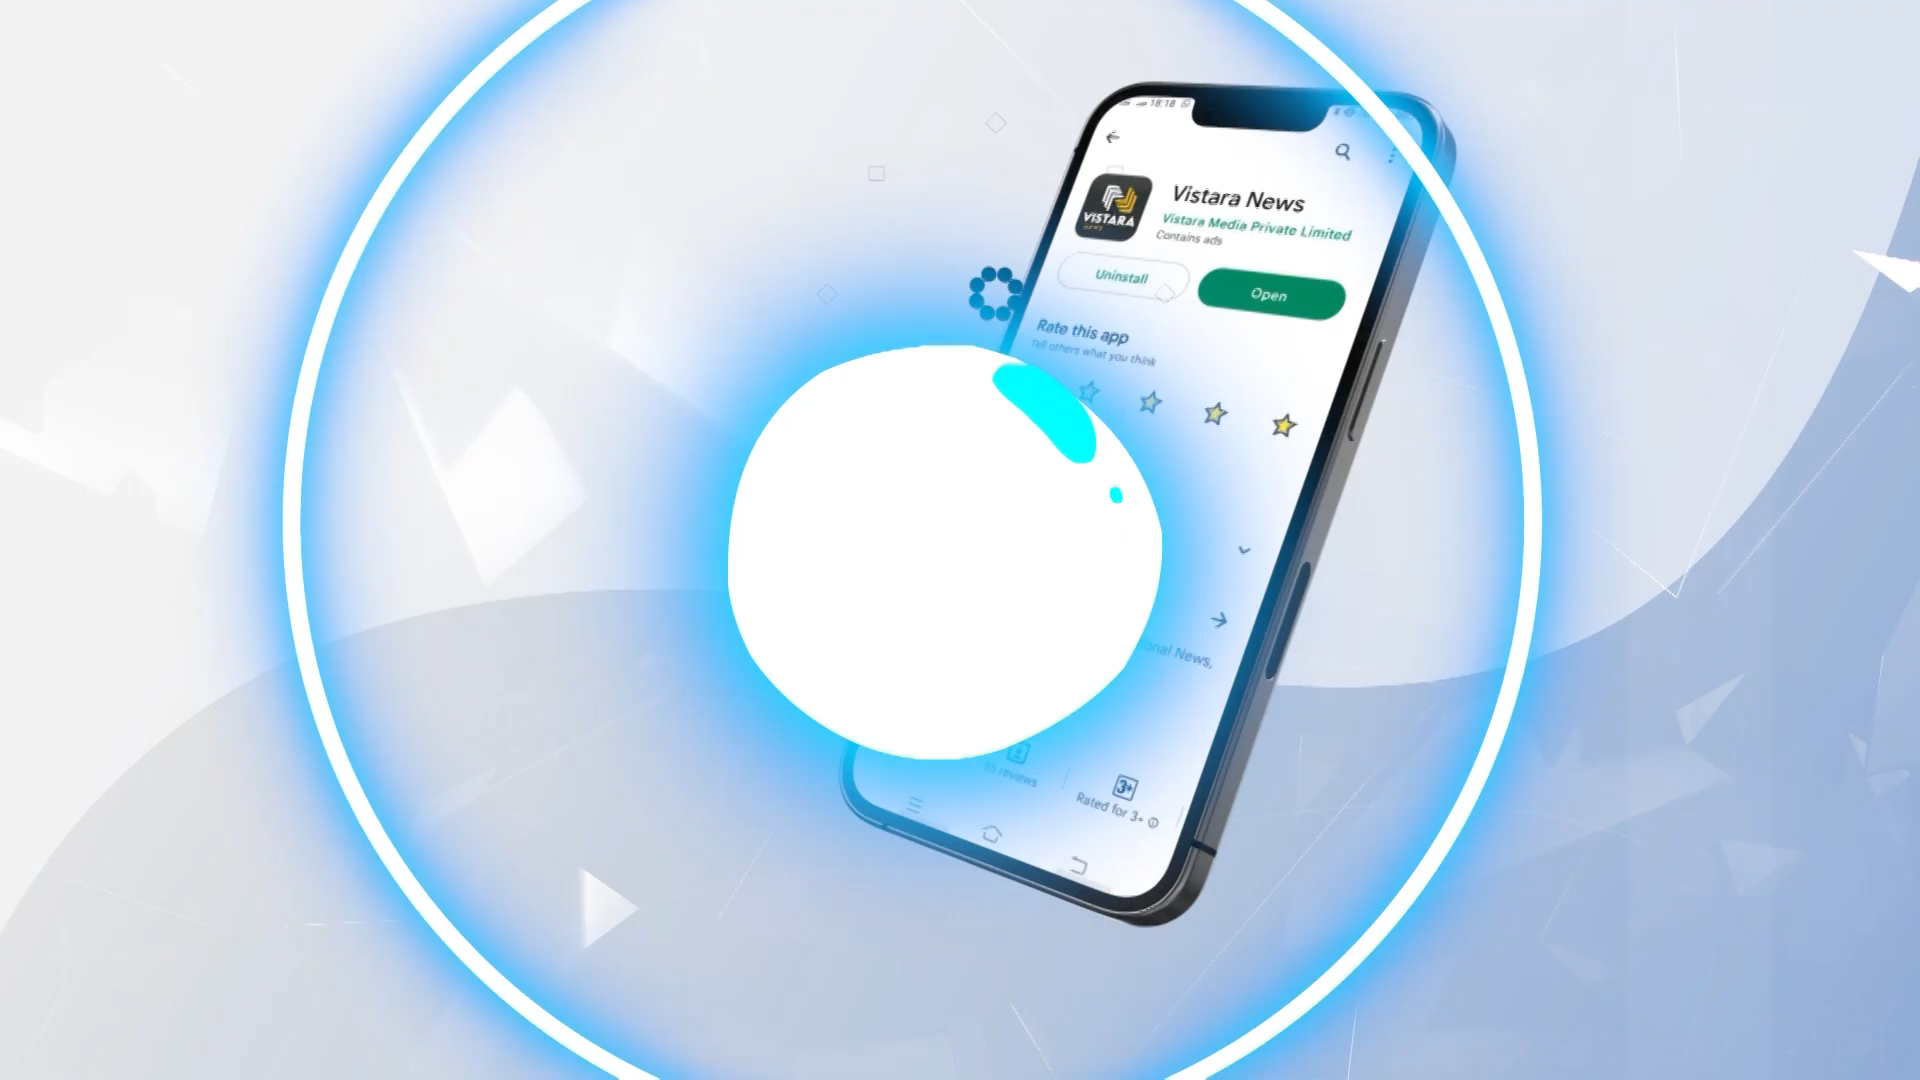 18:18
Vistara News
Vistara Media Private Limited
Contains ads
VISTARA
NEWS
Uninstall
Open
Rate this app
Tell others what you think
onal News,
reviews
3+
Rated for 3+